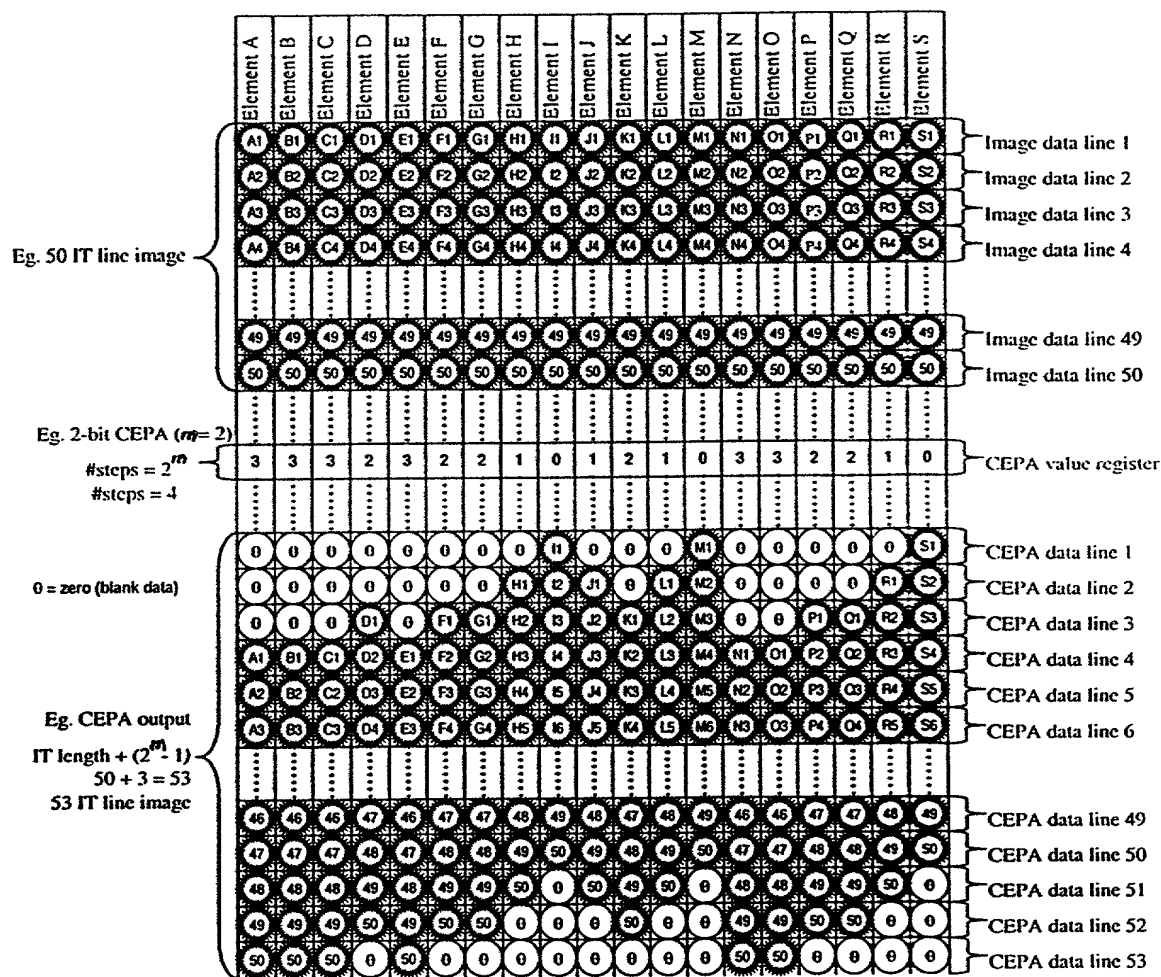 Element A Element B Element C Element D Element E Element F Element G Element H Element I Element J Element K Element L Element M Element N Element O Element P Element Q Element R Element S
A1 B1 C1 D1 E1 F1 G1 H1 I1 J1 K1 L1 M1 N1 O1 P1 Q1 R1 S1 Image data line 1
A2 B2 C2 D2 E2 F2 G2 H2 I2 J2 K2 L2 M2 N2 O2 P2 Q2 R2 S2 Image data line 2
A3 B3 C3 D3 E3 F3 G3 H3 I3 J3 K3 L3 M3 N3 O3 P3 Q3 R3 S3 Image data line 3
Eg. 50 IT line image A4 B4 C4 D4 E4 F4 G4 H4 I4 J4 K4 L4 M4 N4 O4 P4 Q4 R4 S4 Image data line 4
49 49 49 49 49 49 49 49 49 49 49 49 49 49 49 49 49 49 49 Image data line 49
50 50 50 50 50 50 50 50 50 50 50 50 50 50 50 50 50 50 50 Image data line 50
Eg. 2-bit CEPA (m= 2)
#steps = 2^m 3 3 3 2 3 2 2 1 0 1 2 1 0 3 3 2 2 1 0 CEPA value register
#steps = 4
0 0 0 0 0 0 0 0 I1 0 0 0 M1 0 0 0 0 0 S1 CEPA data line 1
0 = zero (blank data) 0 0 0 0 0 0 0 H1 I2 J1 0 L1 M2 0 0 0 0 R1 S2 CEPA data line 2
0 0 0 D1 0 F1 G1 H2 I3 J2 K1 L2 M3 0 0 P1 Q1 R2 S3 CEPA data line 3
A1 B1 C1 D2 E1 F2 G2 H3 I4 J3 K2 L3 M4 N1 O1 P2 Q2 R3 S4 CEPA data line 4
A2 B2 C2 D3 E2 F3 G3 H4 I5 J4 K3 L4 M5 N2 O2 P3 Q3 R4 S5 CEPA data line 5
A3 B3 C3 D4 E3 F4 G4 H5 I6 J5 K4 L5 M6 N3 O3 P4 Q4 R5 S6 CEPA data line 6
Eg. CEPA output
IT length + (2^m - 1)
50 + 3 = 53
53 IT line image
46 46 46 47 46 47 47 48 49 48 47 48 49 46 46 47 47 48 49 CEPA data line 49
47 47 47 48 47 48 48 49 50 49 48 49 50 47 47 48 48 49 50 CEPA data line 50
48 48 48 49 48 49 49 50 0 50 49 50 0 48 48 49 49 50 0 CEPA data line 51
49 49 49 50 49 50 50 0 0 0 50 0 0 49 49 50 50 0 0 CEPA data line 52
50 50 50 0 50 0 0 0 0 0 0 0 0 50 50 0 0 0 0 CEPA data line 53